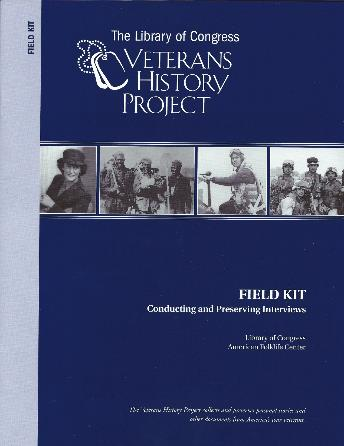 FIELD KIT
The Library of Congress
VETERANS
HISTORY
PROJECT
FIELD KIT
Conducting and Preserving Interviews
Library of Congress
American Folklife Center
The Veterans History Project collects and preserves personal stories and
other documents from America's war veterans.